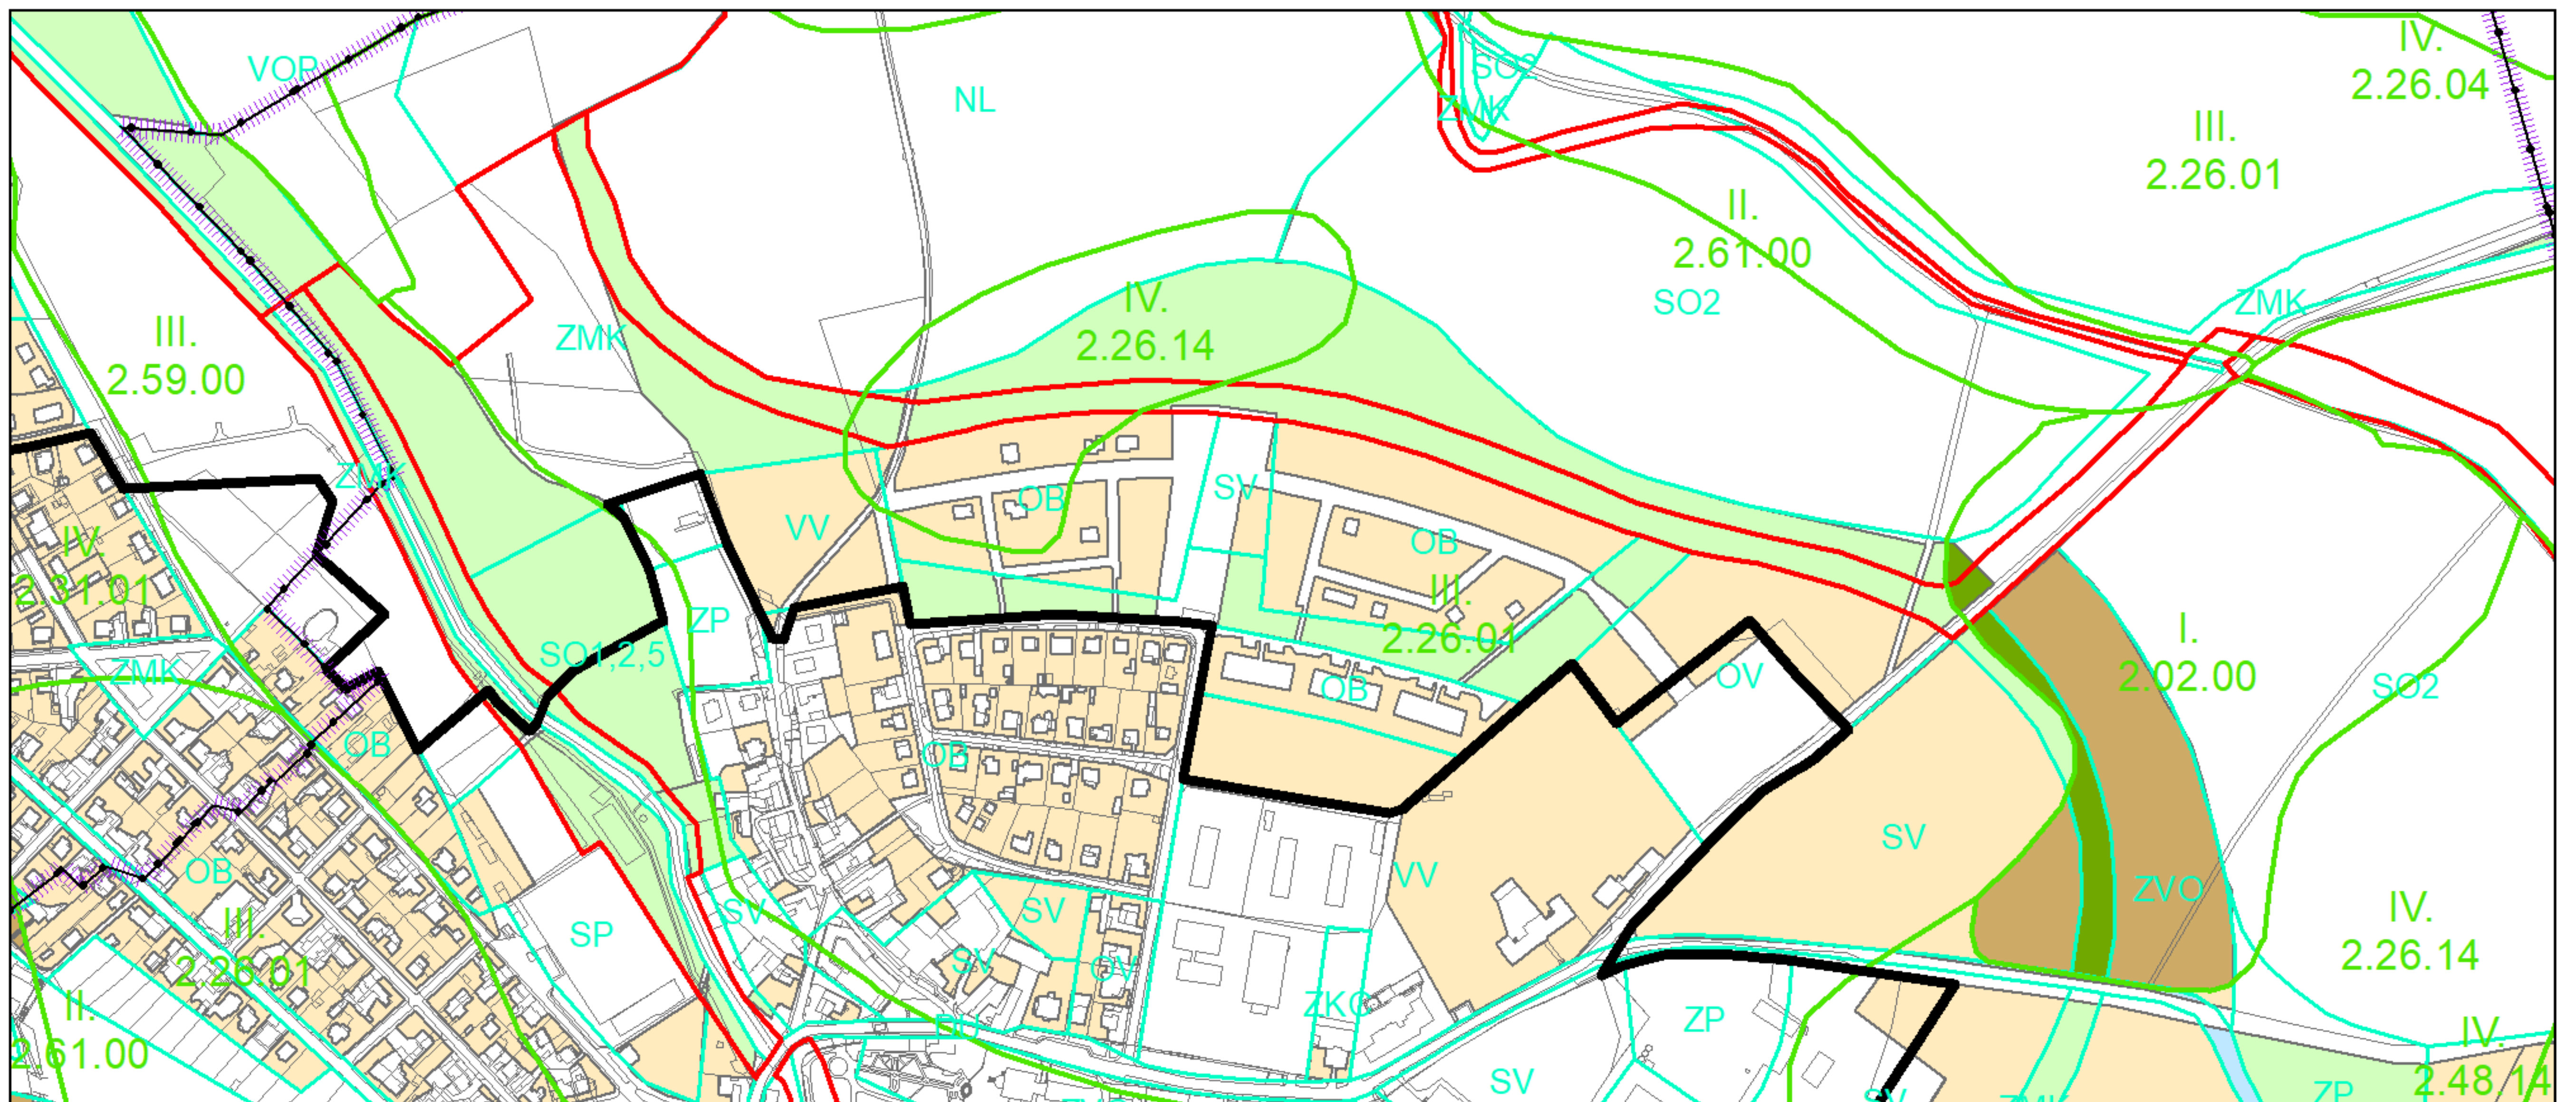 IV.
2.26.04
VOP
SO2
NL
ZMK
III.
2.26.01
II.
2.61.00
SO2
IV.
2.26.14
ZMK
III.
2.59.00
ZMK
ZMK
SV
OB
VV
OB
IV.
2.31.01
III.
2.26.01
ZP
SO1,2,5
I.
2.02.00
ZMK
OV
OB
SO2
OB
OB
SV
OB
VV
ZVO
SV
SV
III.
2.26.01
SP
SV
OV
IV.
2.26.14
II.
2.61.00
ZKC
ZP
IV.
2.48.14
SV
SV
ZMK
ZP